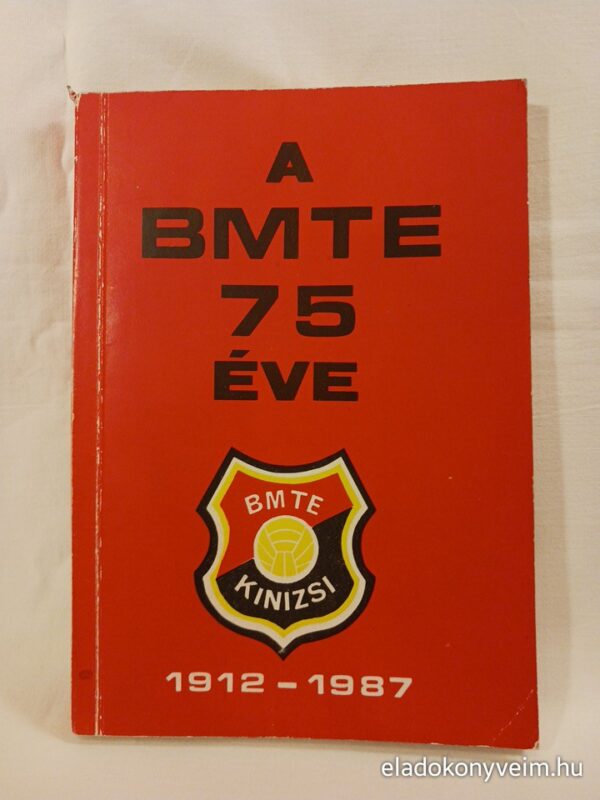 A
BMTE
75
ÉVE
BMTE
KINIZSI
1912-1987
eladokonyveim.hu